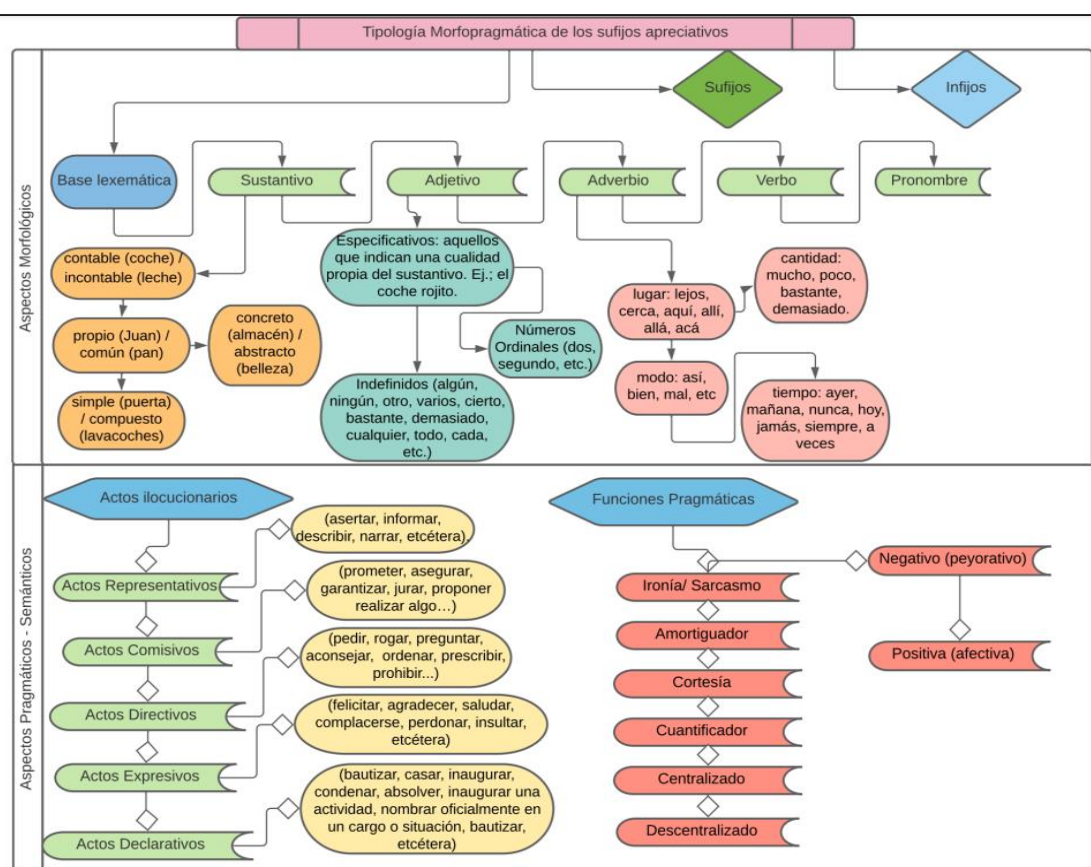 Tipología Morfopragmática de los sufijos apreciativos
Aspectos Morfológicos
Sufijos
Infijos
Base lexemática
Sustantivo
Adjetivo
Adverbio
Verbo
Pronombre
contable (coche) /
incontable (leche)
propio (Juan) /
común (pan)
concreto
(almacén) /
abstracto
(belleza)
simple (puerta)
/ compuesto
(lavacoches)
Especificativos: aquellos
que indican una cualidad
propia del sustantivo. Ej.; el
coche rojito.
Números
Ordinales (dos,
segundo, etc.)
Indefinidos (algún,
ningún, otro, varios, cierto,
bastante, demasiado,
cualquier, todo, cada,
etc.)
lugar: lejos,
cerca, aquí, allí,
allá, acá
cantidad:
mucho, poco,
bastante,
demasiado.
modo: así,
bien, mal, etc
tiempo: ayer,
mañana, nunca, hoy,
jamás, siempre, a
veces
Aspectos Pragmáticos - Semánticos
Actos ilocucionarios
Actos Representativos
(asertar, informar,
describir, narrar, etcétera),
Actos Comisivos
(prometer, asegurar,
garantizar, jurar, proponer
realizar algo…)
Actos Directivos
(pedir, rogar, preguntar,
aconsejar, ordenar, prescribir,
prohibir...)
Actos Expresivos
(felicitar, agradecer, saludar,
complacerse, perdonar, insultar,
etcétera)
Actos Declarativos
(bautizar, casar, inaugurar,
condenar, absolver, inaugurar una
actividad, nombrar oficialmente en
un cargo o situación, bautizar,
etcétera)
Funciones Pragmáticas
Ironía/ Sarcasmo
Amortiguador
Cortesía
Cuantificador
Centralizado
Descentralizado
Negativo (peyorativo)
Positiva (afectiva)